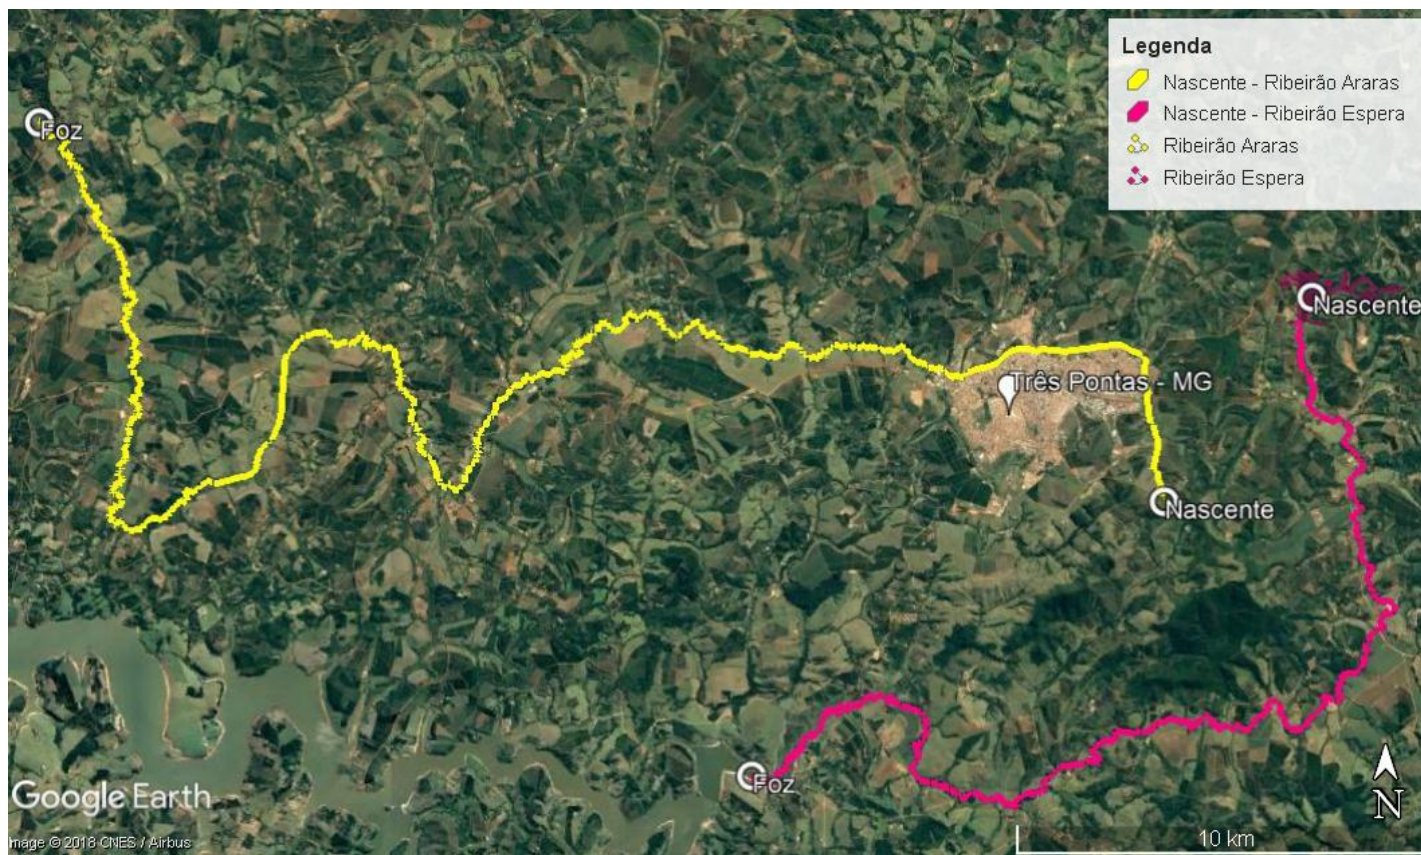 Legenda
Nascente - Ribeirão Araras
Nascente - Ribeirão Espera
Ribeirão Araras
Ribeirão Espera
Foz
Nascente
Três Pontas - MG
Nascente
Foz
Google Earth
N
10 km
mage © 2018 CNES / Airbus